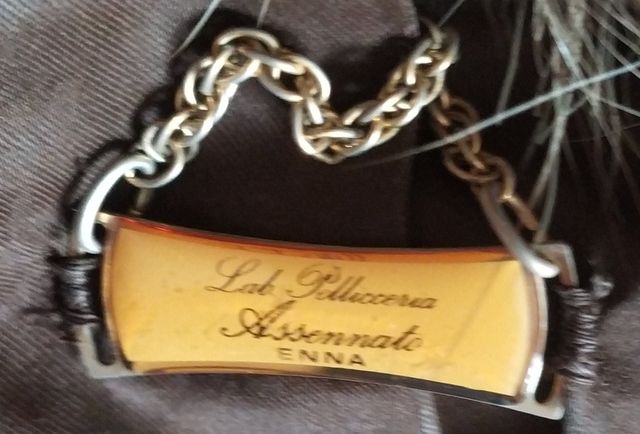 Lab. Pellicceria
Assennato
ENNA